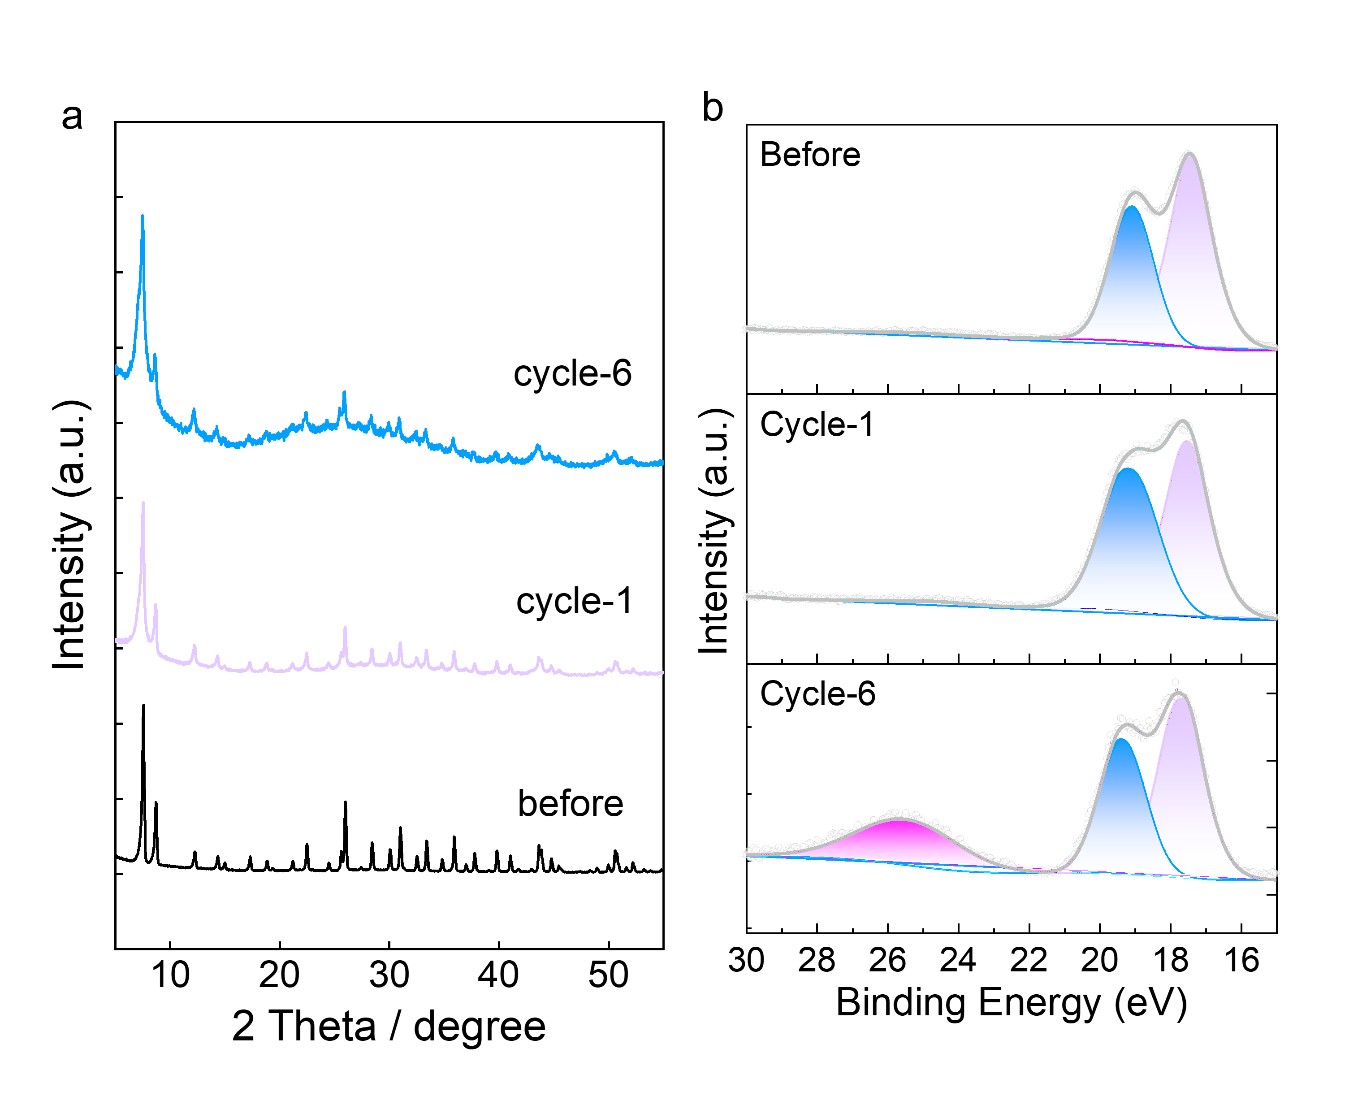 a
cycle-6
cycle-1
before
Intensity (a.u.)
10 20 30 40 50
2 Theta / degree
b
Before
Cycle-1
Cycle-6
Intensity (a.u.)
30 28 26 24 22 20 18 16
Binding Energy (eV)